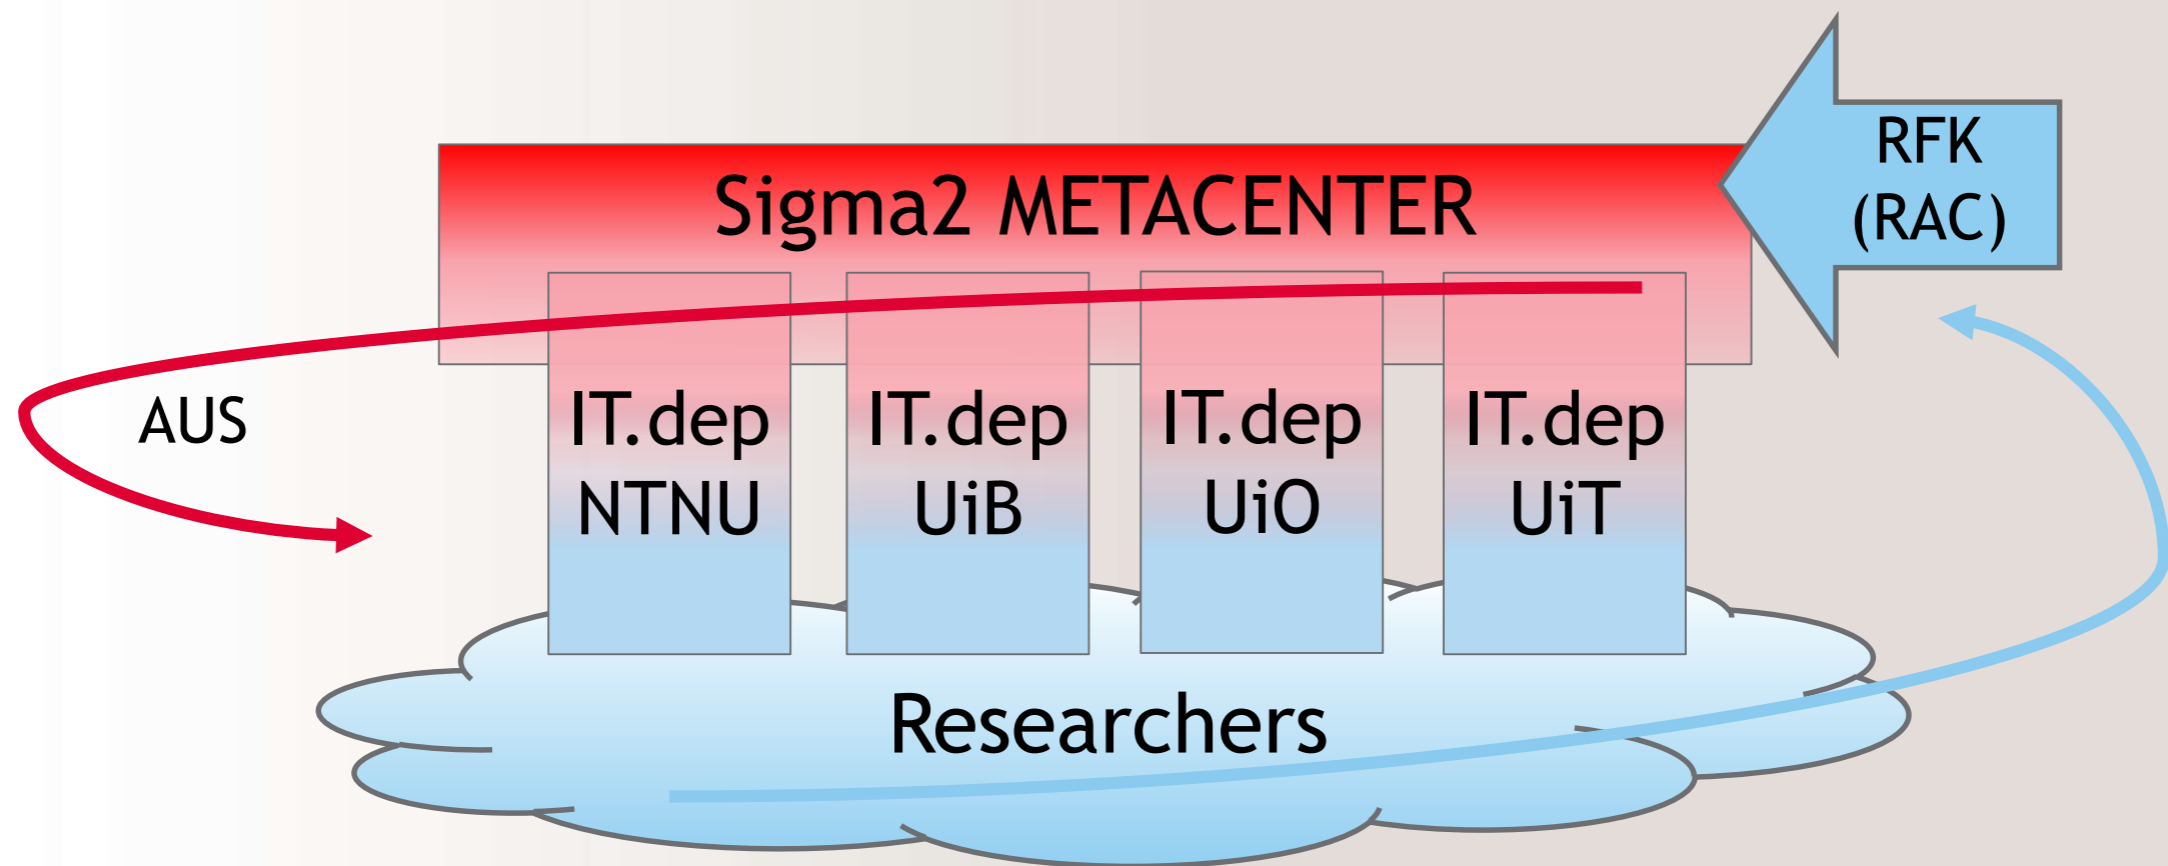 RFK
(RAC)
Sigma2 METACENTER
AUS
IT.dep
NTNU
IT.dep
UiB
IT.dep
UiO
IT.dep
UiT
Researchers